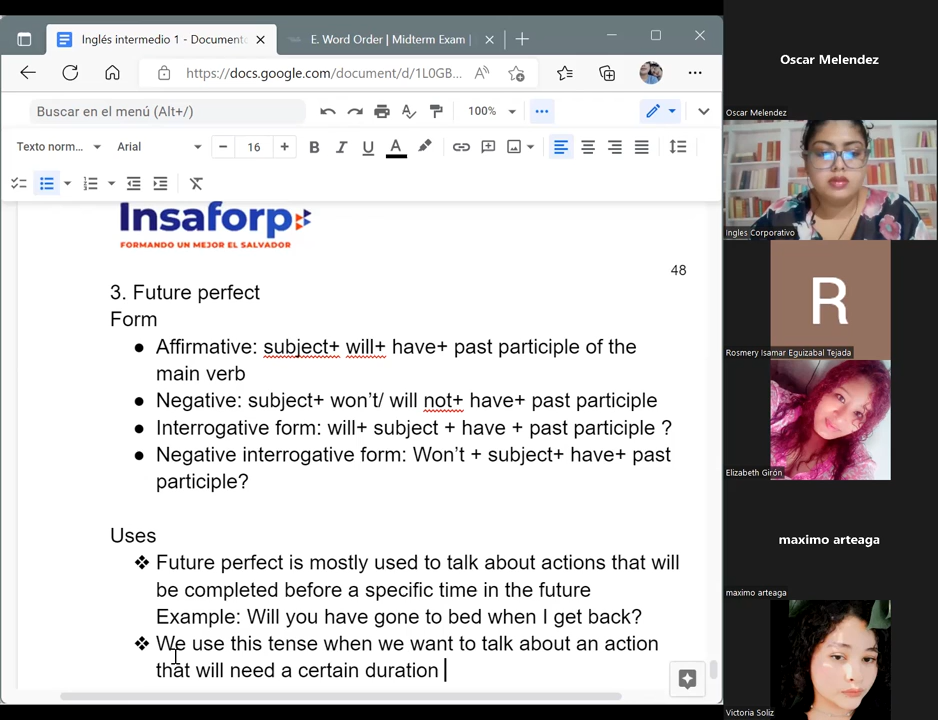 Inglés intermedio 1 - Documento
E. Word Order | Midterm Exam |
https://docs.google.com/document/d/1L0GB...
Buscar en el menú (Alt+/)
100%
Texto norm...
Arial
16
Insaforp
FORMANDO UN MEJOR EL SALVADOR
48
3. Future perfect
Form
● Affirmative: subject+ will+ have+ past participle of the
main verb
● Negative: subject+ won't/ will not+ have+ past participle
● Interrogative form: will+ subject + have + past participle ?
● Negative interrogative form: Won't + subject+ have+ past
participle?
Uses
❖ Future perfect is mostly used to talk about actions that will
be completed before a specific time in the future
Example: Will you have gone to bed when I get back?
❖ We use this tense when we want to talk about an action
that will need a certain duration
Oscar Melendez
Oscar Melendez
Ingles Corporativo
R
Rosmery Isamar Eguizabal Tejada
Elizabeth Girón
maximo arteaga
maximo arteaga
Victoria Soliz